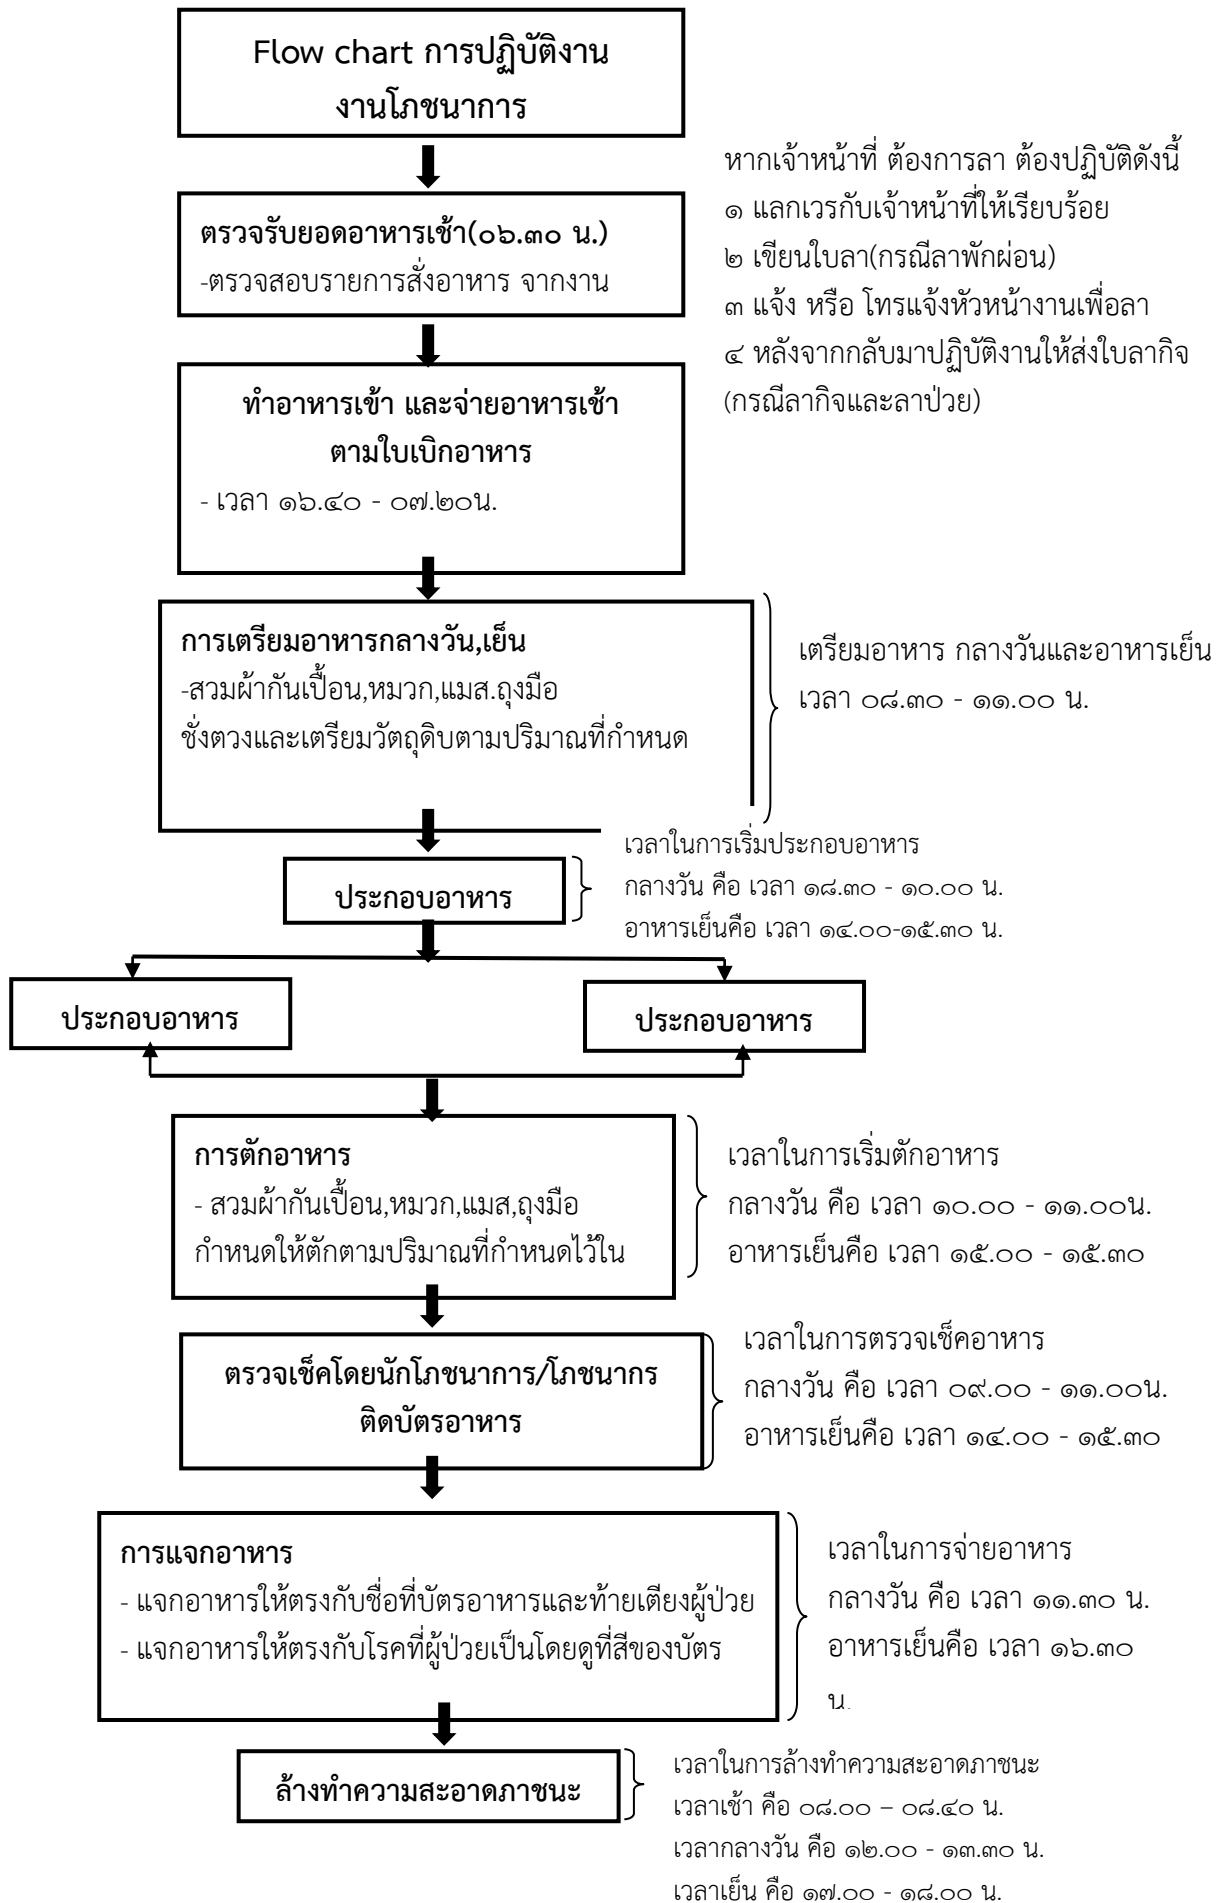 Flow chart การปฏิบัติงาน
งานโภชนาการ
หากเจ้าหน้าที่ ต้องการลา ต้องปฏิบัติดังนี้
๑ แลกเวรกับเจ้าหน้าที่ให้เรียบร้อย
๒ เขียนใบลา(กรณีลาพักผ่อน)
๓ แจ้ง หรือ โทรแจ้งหัวหน้างานเพื่อลา
๔ หลังจากกลับมาปฏิบัติงานให้ส่งใบลากิจ
(กรณีลากิจและลาป่วย)
ตรวจรับยอดอาหารเช้า(๐๖.๓๐ น.)
-ตรวจสอบรายการสั่งอาหาร จากงาน
ทำอาหารเข้า และจ่ายอาหารเช้า
ตามใบเบิกอาหาร
- เวลา ๑๖.๔๐ - ๐๗.๒๐น.
การเตรียมอาหารกลางวัน,เย็น
-สวมผ้ากันเปื้อน,หมวก,แมส.ถุงมือ
ชั่งตวงและเตรียมวัตถุดิบตามปริมาณที่กำหนด
เตรียมอาหาร กลางวันและอาหารเย็น
เวลา ๐๘.๓๐ - ๑๑.๐๐ น.
ประกอบอาหาร
เวลาในการเริ่มประกอบอาหาร
กลางวัน คือ เวลา ๑๘.๓๐ - ๑๐.๐๐ น.
อาหารเย็นคือ เวลา ๑๔.๐๐-๑๕.๓๐ น.
ประกอบอาหาร
ประกอบอาหาร
การตักอาหาร
- สวมผ้ากันเปื้อน,หมวก,แมส,ถุงมือ
กำหนดให้ตักตามปริมาณที่กำหนดไว้ใน
เวลาในการเริ่มตักอาหาร
กลางวัน คือ เวลา ๑๐.๐๐ - ๑๑.๐๐น.
อาหารเย็นคือ เวลา ๑๕.๐๐ - ๑๕.๓๐
ตรวจเช็คโดยนักโภชนาการ/โภชนากร
ติดบัตรอาหาร
เวลาในการตรวจเช็คอาหาร
กลางวัน คือ เวลา ๐๙.๐๐ - ๑๑.๐๐น.
อาหารเย็นคือ เวลา ๑๔.๐๐ - ๑๕.๓๐
การแจกอาหาร
- แจกอาหารให้ตรงกับชื่อที่บัตรอาหารและท้ายเตียงผู้ป่วย
- แจกอาหารให้ตรงกับโรคที่ผู้ป่วยเป็นโดยดูที่สีของบัตร
เวลาในการจ่ายอาหาร
กลางวัน คือ เวลา ๑๑.๓๐ น.
อาหารเย็นคือ เวลา ๑๖.๓๐
น.
ล้างทำความสะอาดภาชนะ
เวลาในการล้างทำความสะอาดภาชนะ
เวลาเช้า คือ ๐๘.๐๐ – ๐๘.๔๐ น.
เวลากลางวัน คือ ๑๒.๐๐ - ๑๓.๓๐ น.
เวลาเย็น คือ ๑๗.๐๐ - ๑๘.๐๐ น.